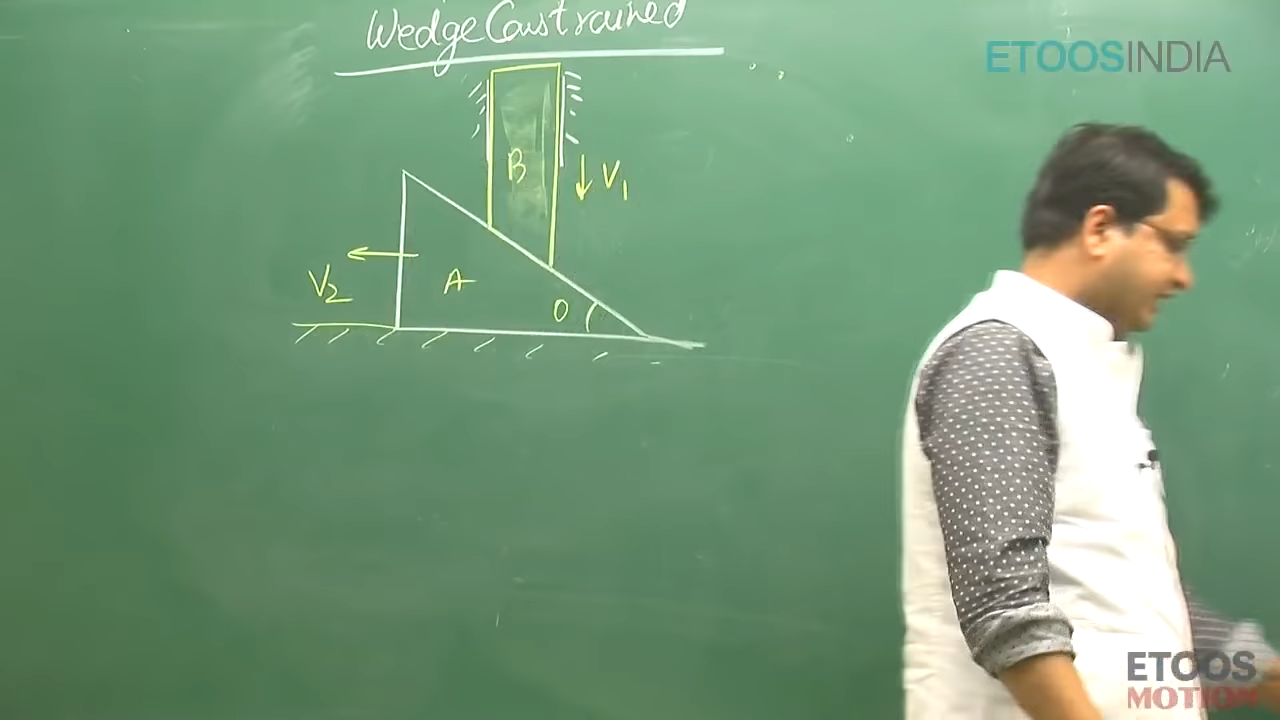 Wedge Constrained
ETOOSINDIA
B
V1
V2
A
θ
ETOOS
MOTION